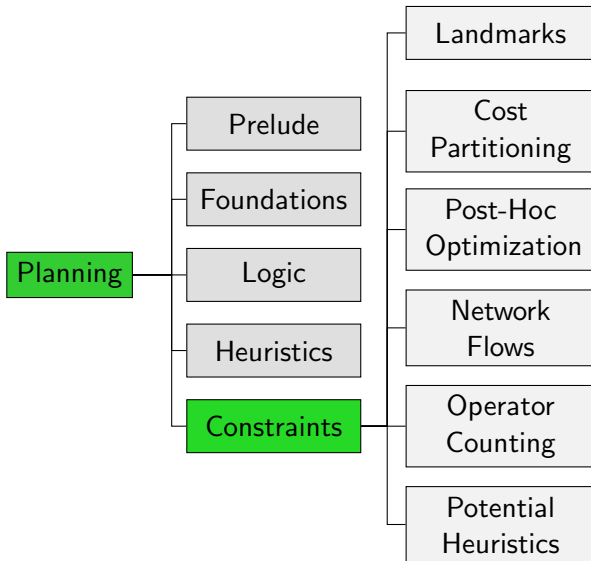 Planning
Prelude
Foundations
Logic
Heuristics
Constraints
Landmarks
Cost
Partitioning
Post-Hoc
Optimization
Network
Flows
Operator
Counting
Potential
Heuristics